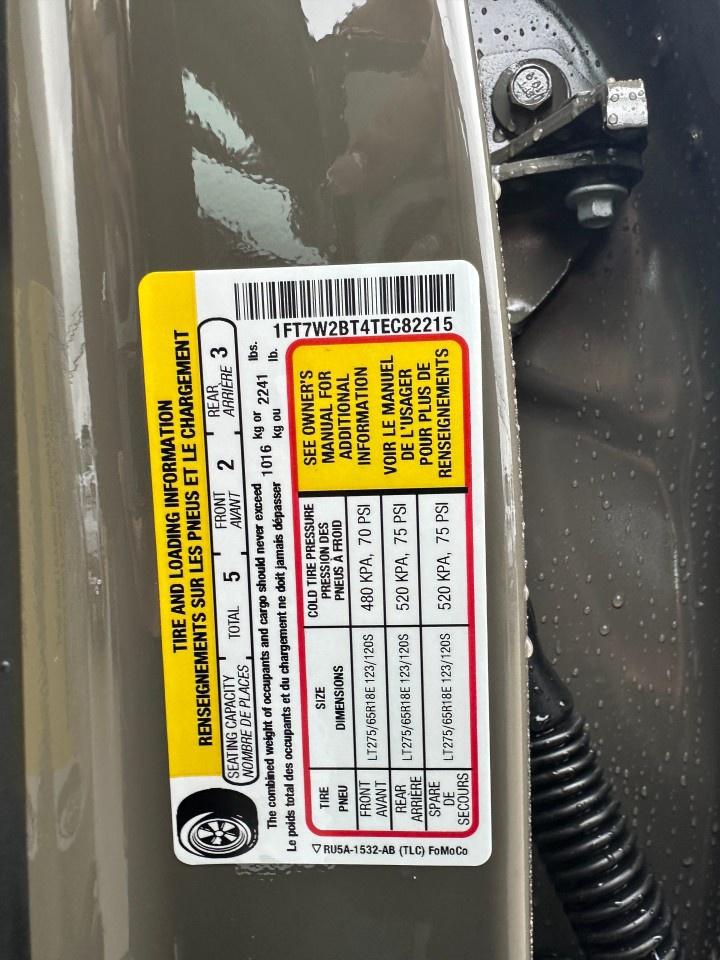 TIRE AND LOADING INFORMATION
RENSEIGNEMENTS SUR LES PNEUS ET LE CHARGEMENT
SEATING CAPACITY
NOMBRE DE PLACES
TOTAL 5
FRONT
AVANT
2
REAR
ARRIÈRE
3
The combined weight of occupants and cargo should never exceed 1016 kg or 2241 lbs.
Le poids total des occupants et du chargement ne doit jamais dépasser kg ou lb.
1FT7W2BT4TEC82215
TIRE
PNEU
SIZE
DIMENSIONS
COLD TIRE PRESSURE
PRESSION DES
PNEUS À FROID
FRONT
AVANT
LT275/65R18E 123/120S
480 KPA, 70 PSI
REAR
ARRIÈRE
LT275/65R18E 123/120S
520 KPA, 75 PSI
SPARE
DE
SECOURS
LT275/65R18E 123/120S
520 KPA, 75 PSI
SEE OWNER'S
MANUAL FOR
ADDITIONAL
INFORMATION
VOIR LE MANUEL
DE L'USAGER
POUR PLUS DE
RENSEIGNEMENTS
▽ RU5A-1532-AB (TLC) FoMoCo